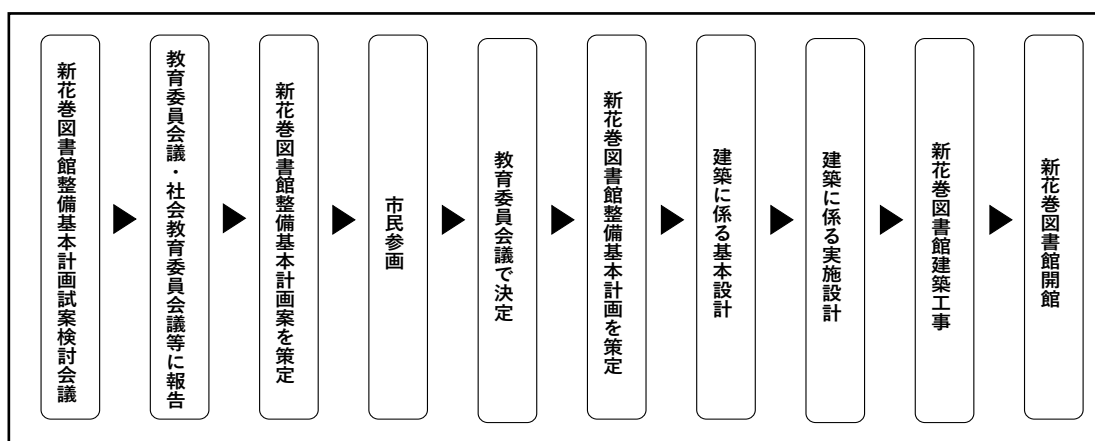 新花巻図書館整備基本計画試案検討会議
教育委員会議・社会教育委員会議等に報告
新花巻図書館整備基本計画案を策定
市民参画
教育委員会議で決定
新花巻図書館整備基本計画を策定
建築に係る基本設計
建築に係る実施設計
新花巻図書館建築工事
新花巻図書館開館